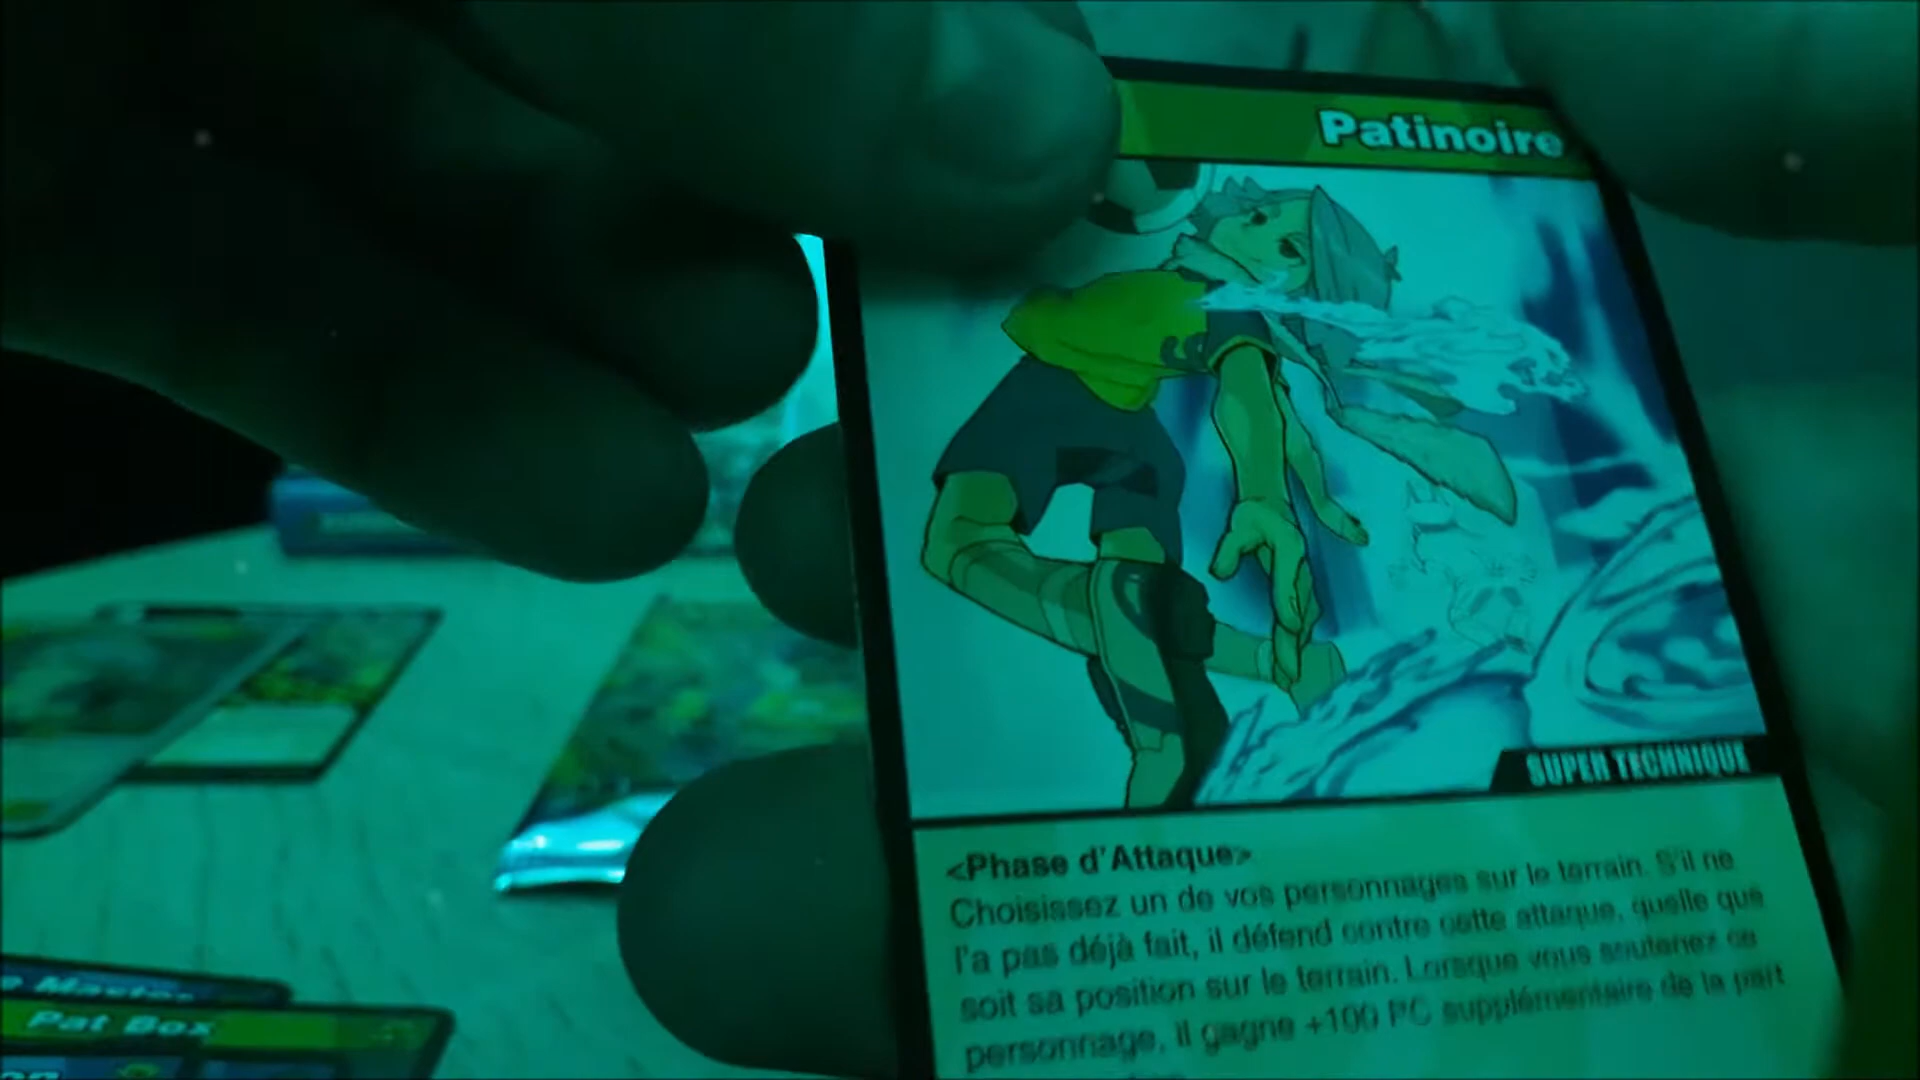 Patinoire
SUPER TECHNIQUE
<Phase d'Attaque>
Choisissez un de vos personnages sur le terrain. S'il ne
l'a pas déjà fait, il défend contre cette attaque, quelle que
soit sa position sur le terrain. Lorsque vous soutenez ce
personnage, il gagne +100 PC supplémentaire de la part
Master
Pat Box